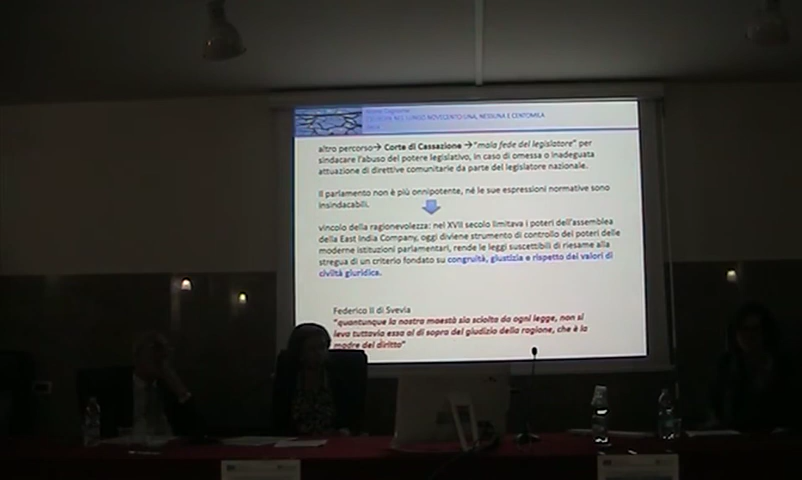 NEL LUNGO NOVECENTO UNA, NESSUNA E CENTOMILA
altro percorso→ Corte di Cassazione →"mala fede del legislatore" per
sindacare l'abuso del potere legislativo, in caso di omessa o inadeguata
attuazione di direttive comunitarie da parte del legislatore nazionale.
Il parlamento non è più onnipotente, né le sue espressioni normative sono
insindacabili.
vincolo della ragionevolezza: nel XVII secolo limitava i poteri dell'assemblea
della East India Company, oggi diviene strumento di controllo dei poteri delle
moderne istituzioni parlamentari, rende le leggi suscettibili di riesame alla
stregua di un criterio fondato su congruità, giustizia e rispetto dei valori di
civiltà giuridica.
Federico II di Svevia
"quantunque la nostra maestà sia sciolta da ogni legge, non si
leva tuttavia essa al di sopra del giudizio della ragione, che è la
madre del diritto"